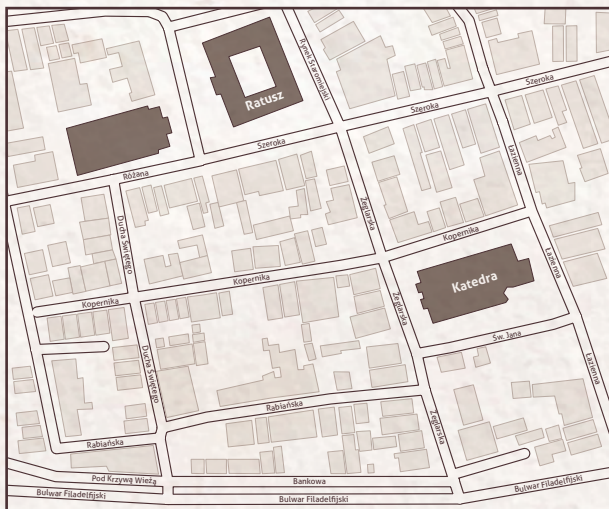 Rynek Staromiejski
Szeroka
Ratusz
Szeroka
Szeroka
Różana
Łazienna
Żeglarska
Ducha Świętego
Kopernika
Łazienna
Kopernika
Katedra
Kopernika
Żeglarska
Św. Jana
Ducha Świętego
Łazienna
Rabiańska
Żeglarska
Rabiańska
Pod Krzywą Wieżą
Bankowa
Bulwar Filadelfijski
Bulwar Filadelfijski
Bulwar Filadelfijski